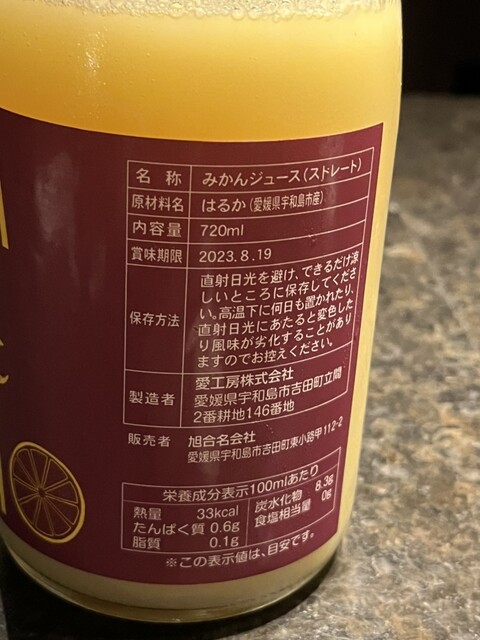 名称 みかんジュース(ストレート)
原材料名 はるか(愛媛県宇和島市産)
内容量 720ml
賞味期限 2023.8.19
保存方法 直射日光を避け、できるだけ涼
しいところに保存してくださ
い。高温下に何日も置かれたり、
直射日光にあたると変色した
り風味が劣化することがあり
ますのでお控えください。
製造者 愛工房株式会社
愛媛県宇和島市吉田町立間
2番耕地146番地
販売者 旭合名会社
愛媛県宇和島市吉田町東小路甲112-2
栄養成分表示100mlあたり
熱量 33kcal 炭水化物 8.3g
たんぱく質 0.6g 食塩相当量 0g
脂質 0.1g
※この表示値は、目安です。